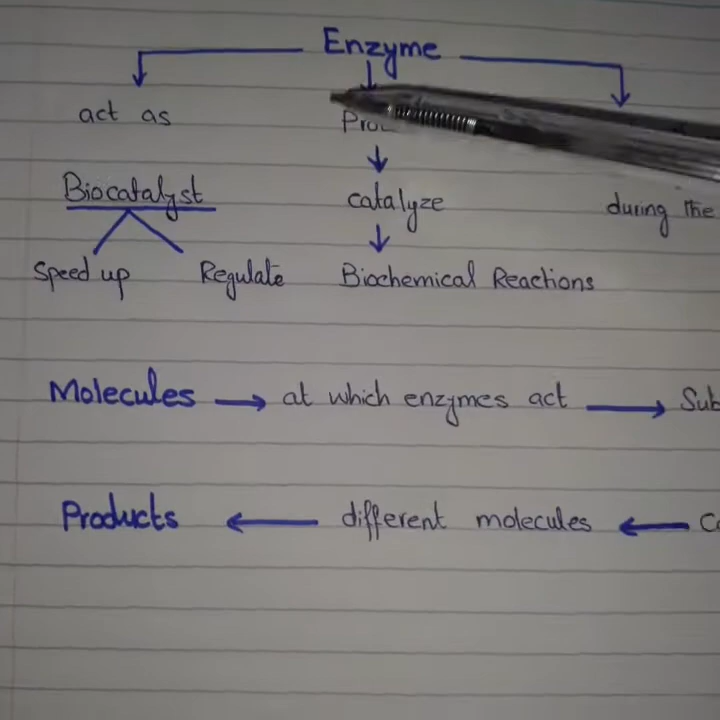 Enzyme
act as
Biocatalyst
catalyze
during the
Speed up Regulate Biochemical Reactions
Molecules → at which enzymes act →
Products ← different molecules ←